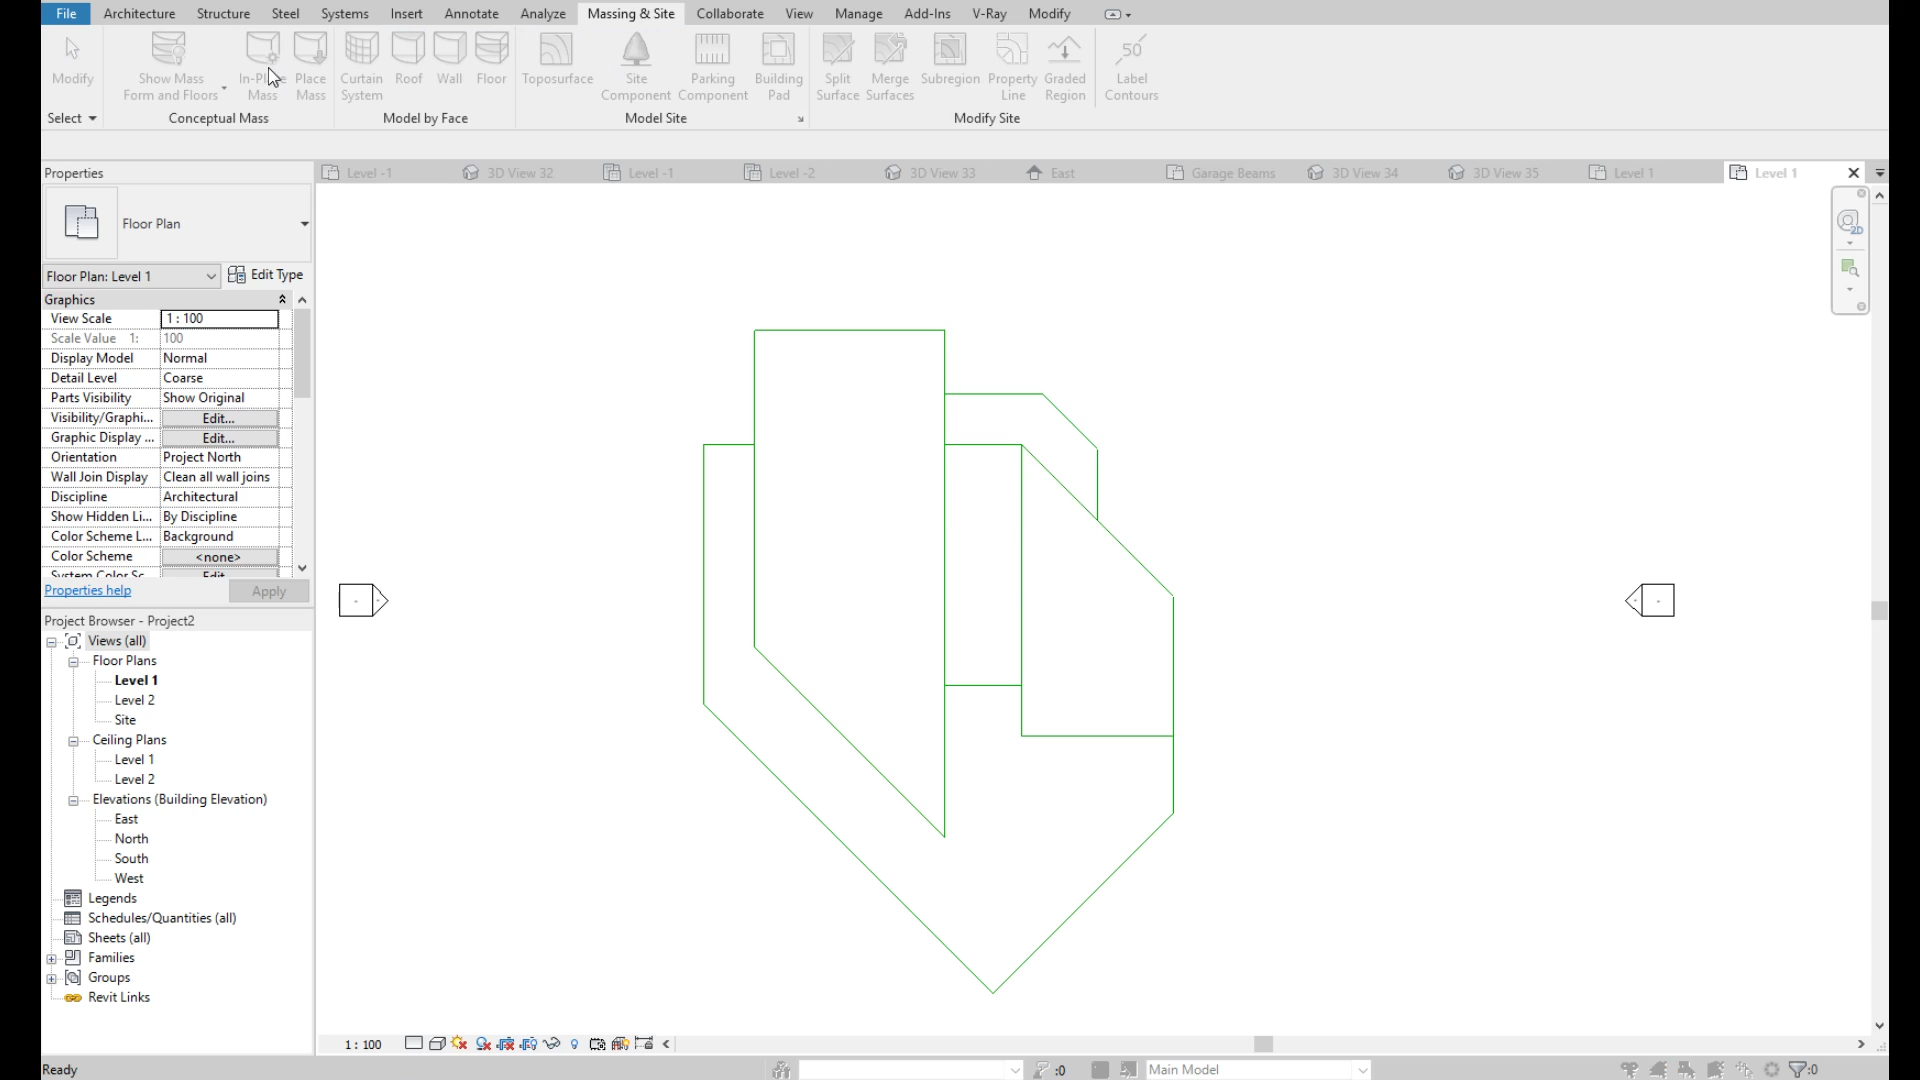 File Architecture Structure Steel Systems Insert Annotate Analyze Massing & Site Collaborate View Manage Add-Ins V-Ray Modify
Modify
Show Mass
Form and Floors
Mass
Place
Mass
Curtain
System
Roof
Wall
Floor
Toposurface
Site
Component
Parking
Component
Building
Pad
Split
Surface
Merge
Surfaces
Subregion
Property
Line
Graded
Region
50
Label
Contours
Select
Conceptual Mass
Model by Face
Model Site
Modify Site
Level -1 3D View 32 Level -1 Level -2 3D View 33 East Garage Beams 3D View 34 3D View 35 Level 1 Level 1
2D
Properties
Floor Plan
Floor Plan: Level 1 Edit Type
Graphics
View Scale 1 : 100
Scale Value 1: 100
Display Model Normal
Detail Level Coarse
Parts Visibility Show Original
Visibility/Graphi... Edit...
Graphic Display ... Edit...
Orientation Project North
Wall Join Display Clean all wall joins
Discipline Architectural
Show Hidden Li... By Discipline
Color Scheme L... Background
Color Scheme <none>
System Color Sc... Edit...
Properties help Apply
Project Browser - Project2
Views (all)
Floor Plans
Level 1
Level 2
Site
Ceiling Plans
Level 1
Level 2
Elevations (Building Elevation)
East
North
South
West
Legends
Schedules/Quantities (all)
Sheets (all)
Families
Groups
Revit Links
1 : 100
Ready
:0
Main Model
:0